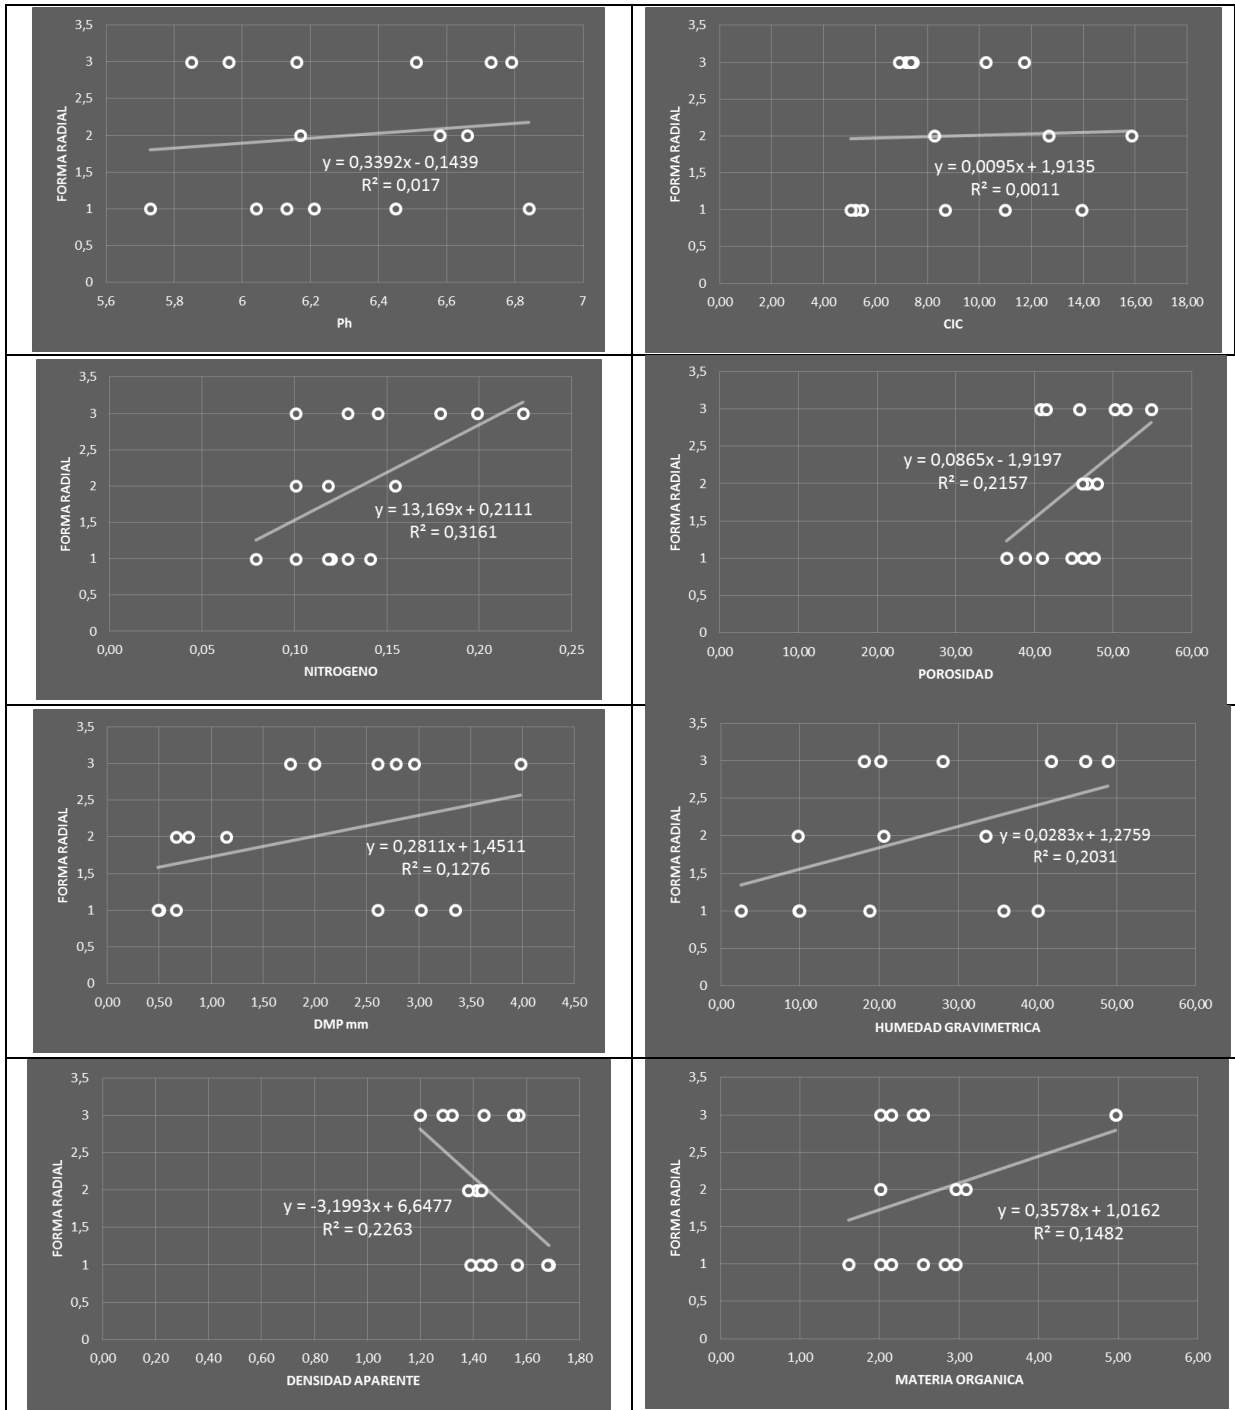 3,5
3
2,5
2
1,5
1
0,5
0
FORMA RADIAL
y = 0,3392x - 0,1439
R² = 0,017
5,6 5,8 6 6,2 6,4 6,6 6,8 7
Ph
3,5
3
2,5
2
1,5
1
0,5
0
FORMA RADIAL
y = 0,0095x + 1,9135
R² = 0,0011
0,00 2,00 4,00 6,00 8,00 10,00 12,00 14,00 16,00 18,00
CIC
3,5
3
2,5
2
1,5
1
0,5
0
FORMA RADIAL
y = 13,169x + 0,2111
R² = 0,3161
0,00 0,05 0,10 0,15 0,20 0,25
NITROGENO
3,5
3
2,5
2
1,5
1
0,5
0
FORMA RADIAL
y = 0,0865x - 1,9197
R² = 0,2157
0,00 10,00 20,00 30,00 40,00 50,00 60,00
POROSIDAD
3,5
3
2,5
2
1,5
1
0,5
0
FORMA RADIAL
y = 0,2811x + 1,4511
R² = 0,1276
0,00 0,50 1,00 1,50 2,00 2,50 3,00 3,50 4,00 4,50
DMP mm
3,5
3
2,5
2
1,5
1
0,5
0
FORMA RADIAL
y = 0,0283x + 1,2759
R² = 0,2031
0,00 10,00 20,00 30,00 40,00 50,00 60,00
HUMEDAD GRAVIMETRICA
3,5
3
2,5
2
1,5
1
0,5
0
FORMA RADIAL
y = -3,1993x + 6,6477
R² = 0,2263
0,00 0,20 0,40 0,60 0,80 1,00 1,20 1,40 1,60 1,80
DENSIDAD APARENTE
3,5
3
2,5
2
1,5
1
0,5
0
FORMA RADIAL
y = 0,3578x + 1,0162
R² = 0,1482
0,00 1,00 2,00 3,00 4,00 5,00 6,00
MATERIA ORGANICA